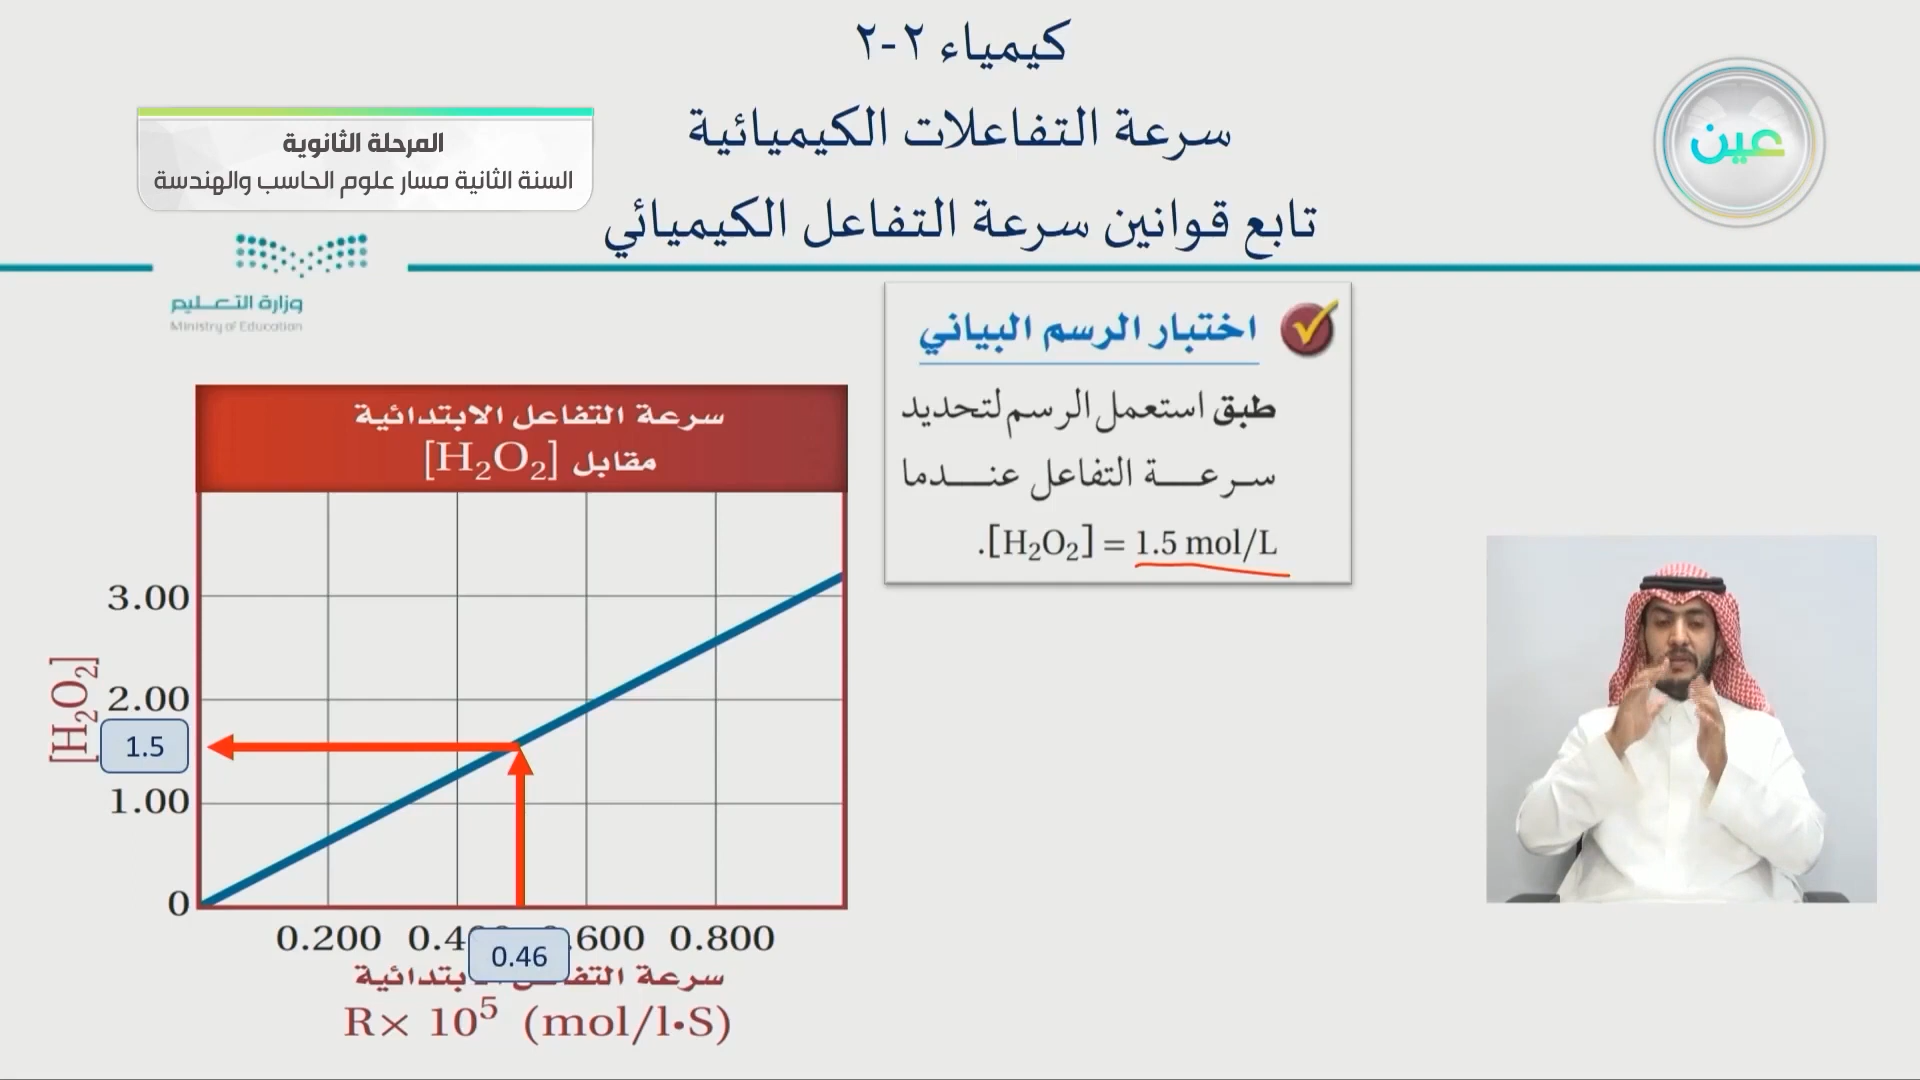 كيمياء ٢-٢
سرعة التفاعلات الكيميائية
تابع قوانين سرعة التفاعل الكيميائي
عين
المرحلة الثانوية
السنة الثانية مسار علوم الحاسب والهندسة
وزارة التعليم
Ministry of Education
اختبار الرسم البياني
طبق استعمل الرسم لتحديد
سرعة التفاعل عندما
[H₂O₂] = 1.5 mol/L.
سرعة التفاعل الابتدائية
مقابل [H₂O₂]
[H₂O₂]
3.00
2.00
1.5
1.00
0
0.200 0.4 .600 0.800
0.46
سرعة
R× 10⁵ (mol/l•S)